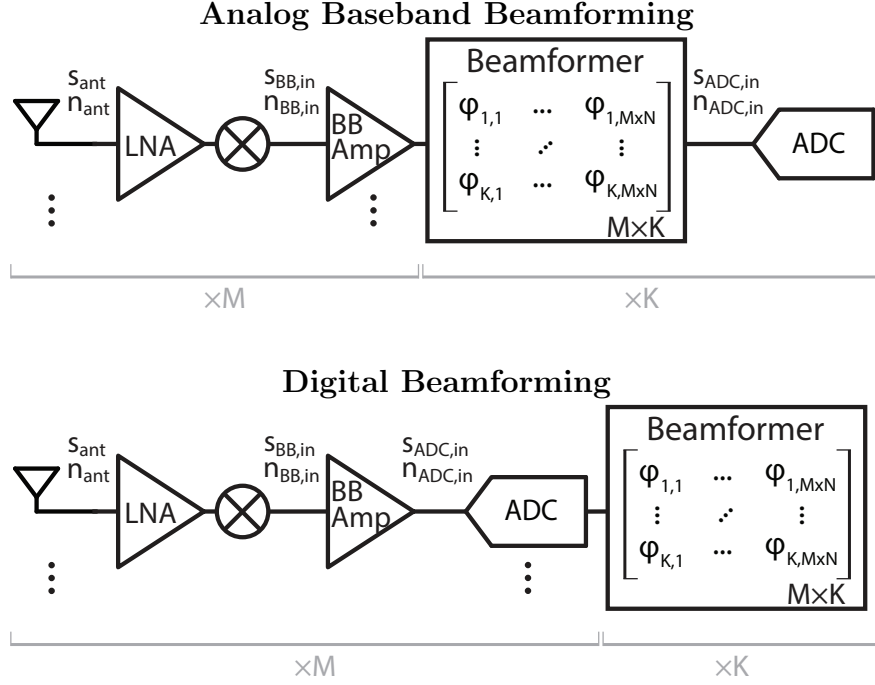 Analog Baseband Beamforming
s_ant n_ant
LNA
s_BB,in n_BB,in
BB Amp
Beamformer
φ_1,1 ... φ_1,MxN
⋮ ⋰ ⋮
φ_K,1 ... φ_K,MxN
M×K
s_ADC,in n_ADC,in
ADC
×M
×K
Digital Beamforming
s_ant n_ant
LNA
s_BB,in n_BB,in
BB Amp
s_ADC,in n_ADC,in
ADC
Beamformer
φ_1,1 ... φ_1,MxN
⋮ ⋰ ⋮
φ_K,1 ... φ_K,MxN
M×K
×M
×K